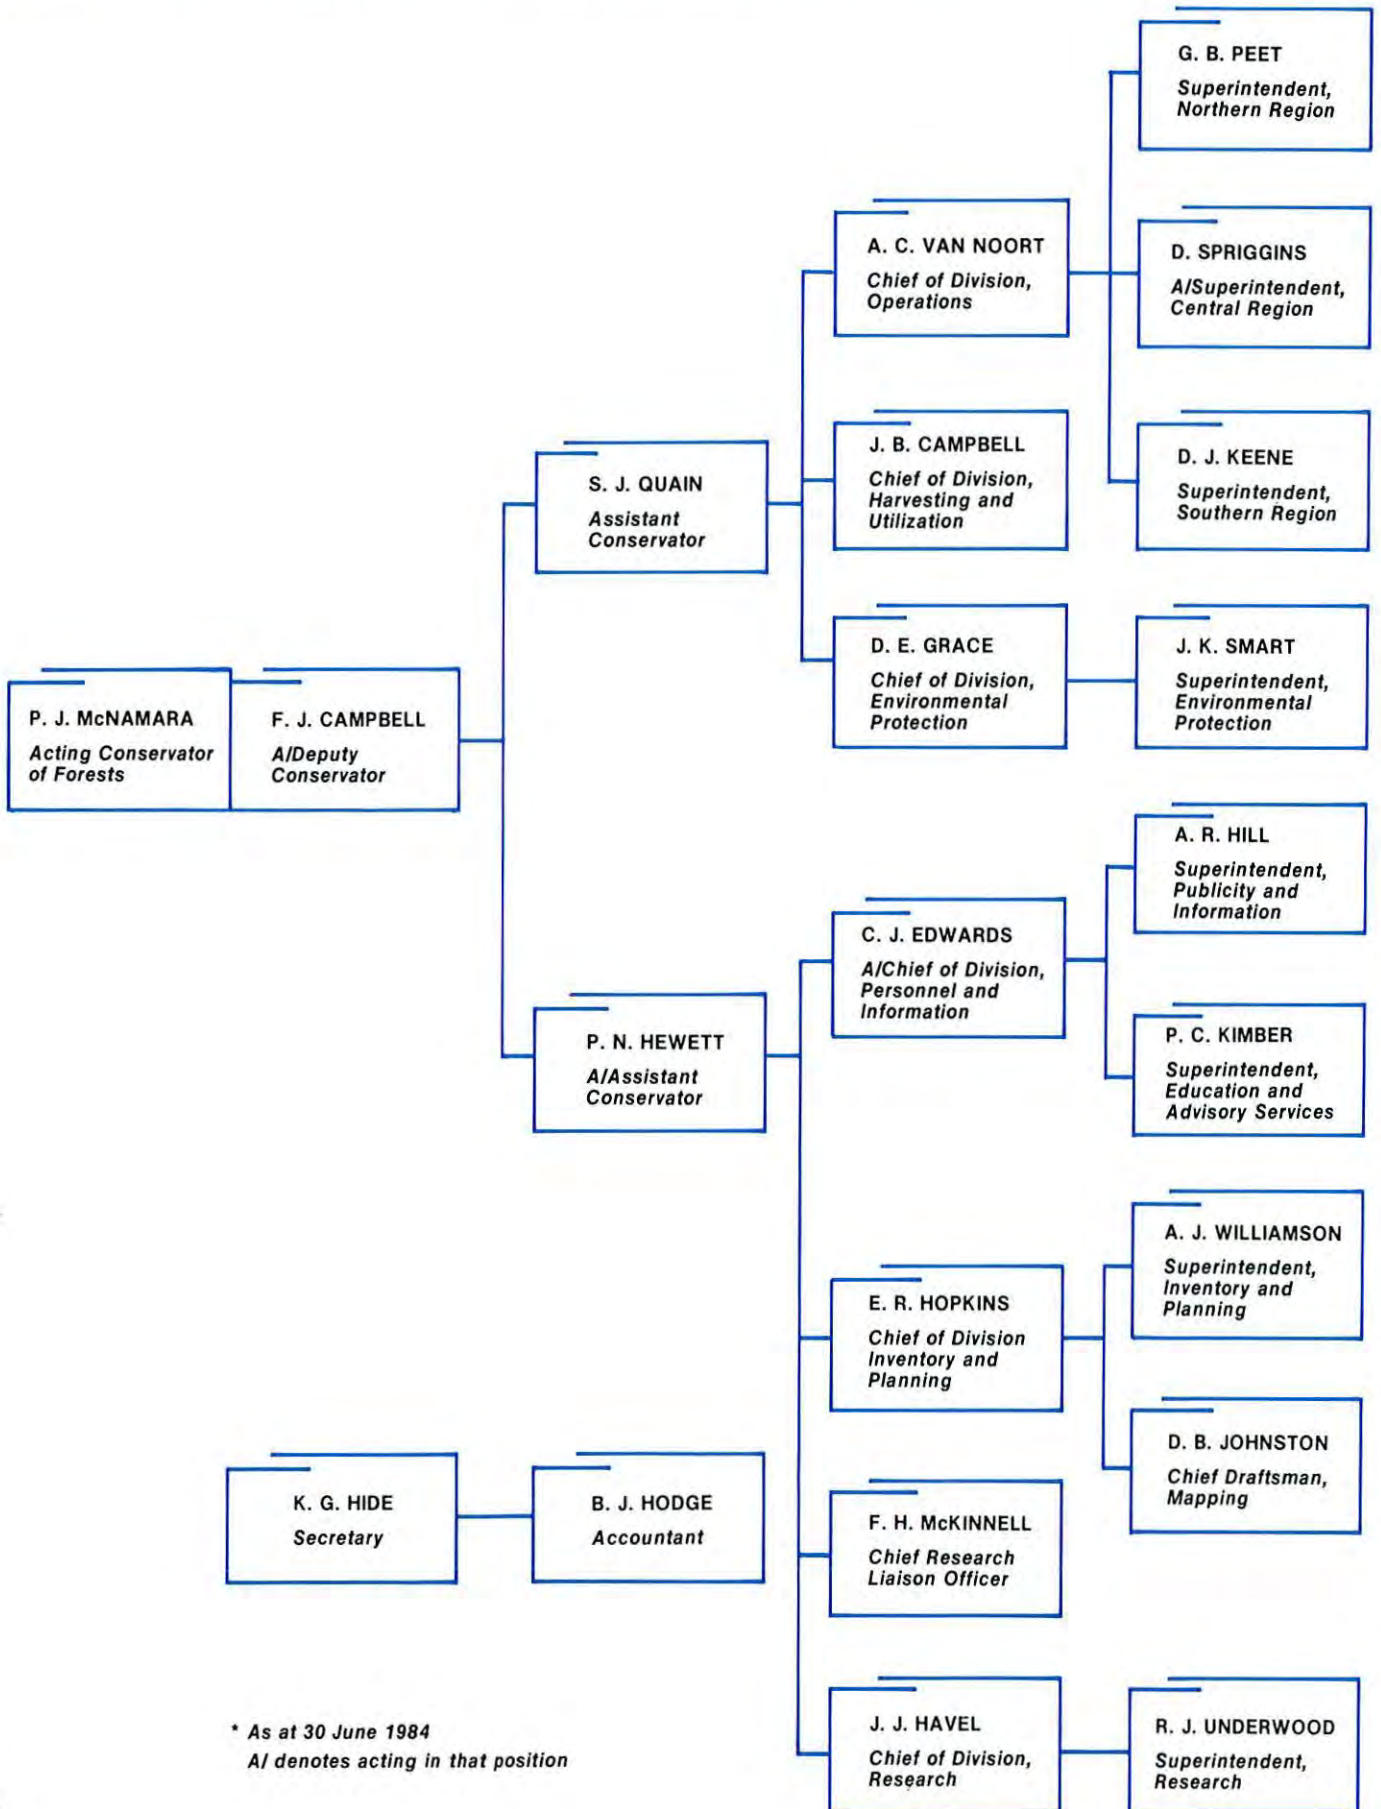 G. B. PEET
Superintendent,
Northern Region
A. C. VAN NOORT
Chief of Division,
Operations
D. SPRIGGINS
A/Superintendent,
Central Region
J. B. CAMPBELL
Chief of Division,
Harvesting and
Utilization
D. J. KEENE
Superintendent,
Southern Region
S. J. QUAIN
Assistant
Conservator
D. E. GRACE
Chief of Division,
Environmental
Protection
J. K. SMART
Superintendent,
Environmental
Protection
P. J. McNAMARA
Acting Conservator
of Forests
F. J. CAMPBELL
A/Deputy
Conservator
A. R. HILL
Superintendent,
Publicity and
Information
C. J. EDWARDS
A/Chief of Division,
Personnel and
Information
P. N. HEWETT
A/Assistant
Conservator
P. C. KIMBER
Superintendent,
Education and
Advisory Services
A. J. WILLIAMSON
Superintendent,
Inventory and
Planning
E. R. HOPKINS
Chief of Division
Inventory and
Planning
D. B. JOHNSTON
Chief Draftsman,
Mapping
K. G. HIDE
Secretary
B. J. HODGE
Accountant
F. H. McKINNELL
Chief Research
Liaison Officer
J. J. HAVEL
Chief of Division,
Research
R. J. UNDERWOOD
Superintendent,
Research
* As at 30 June 1984
A/ denotes acting in that position